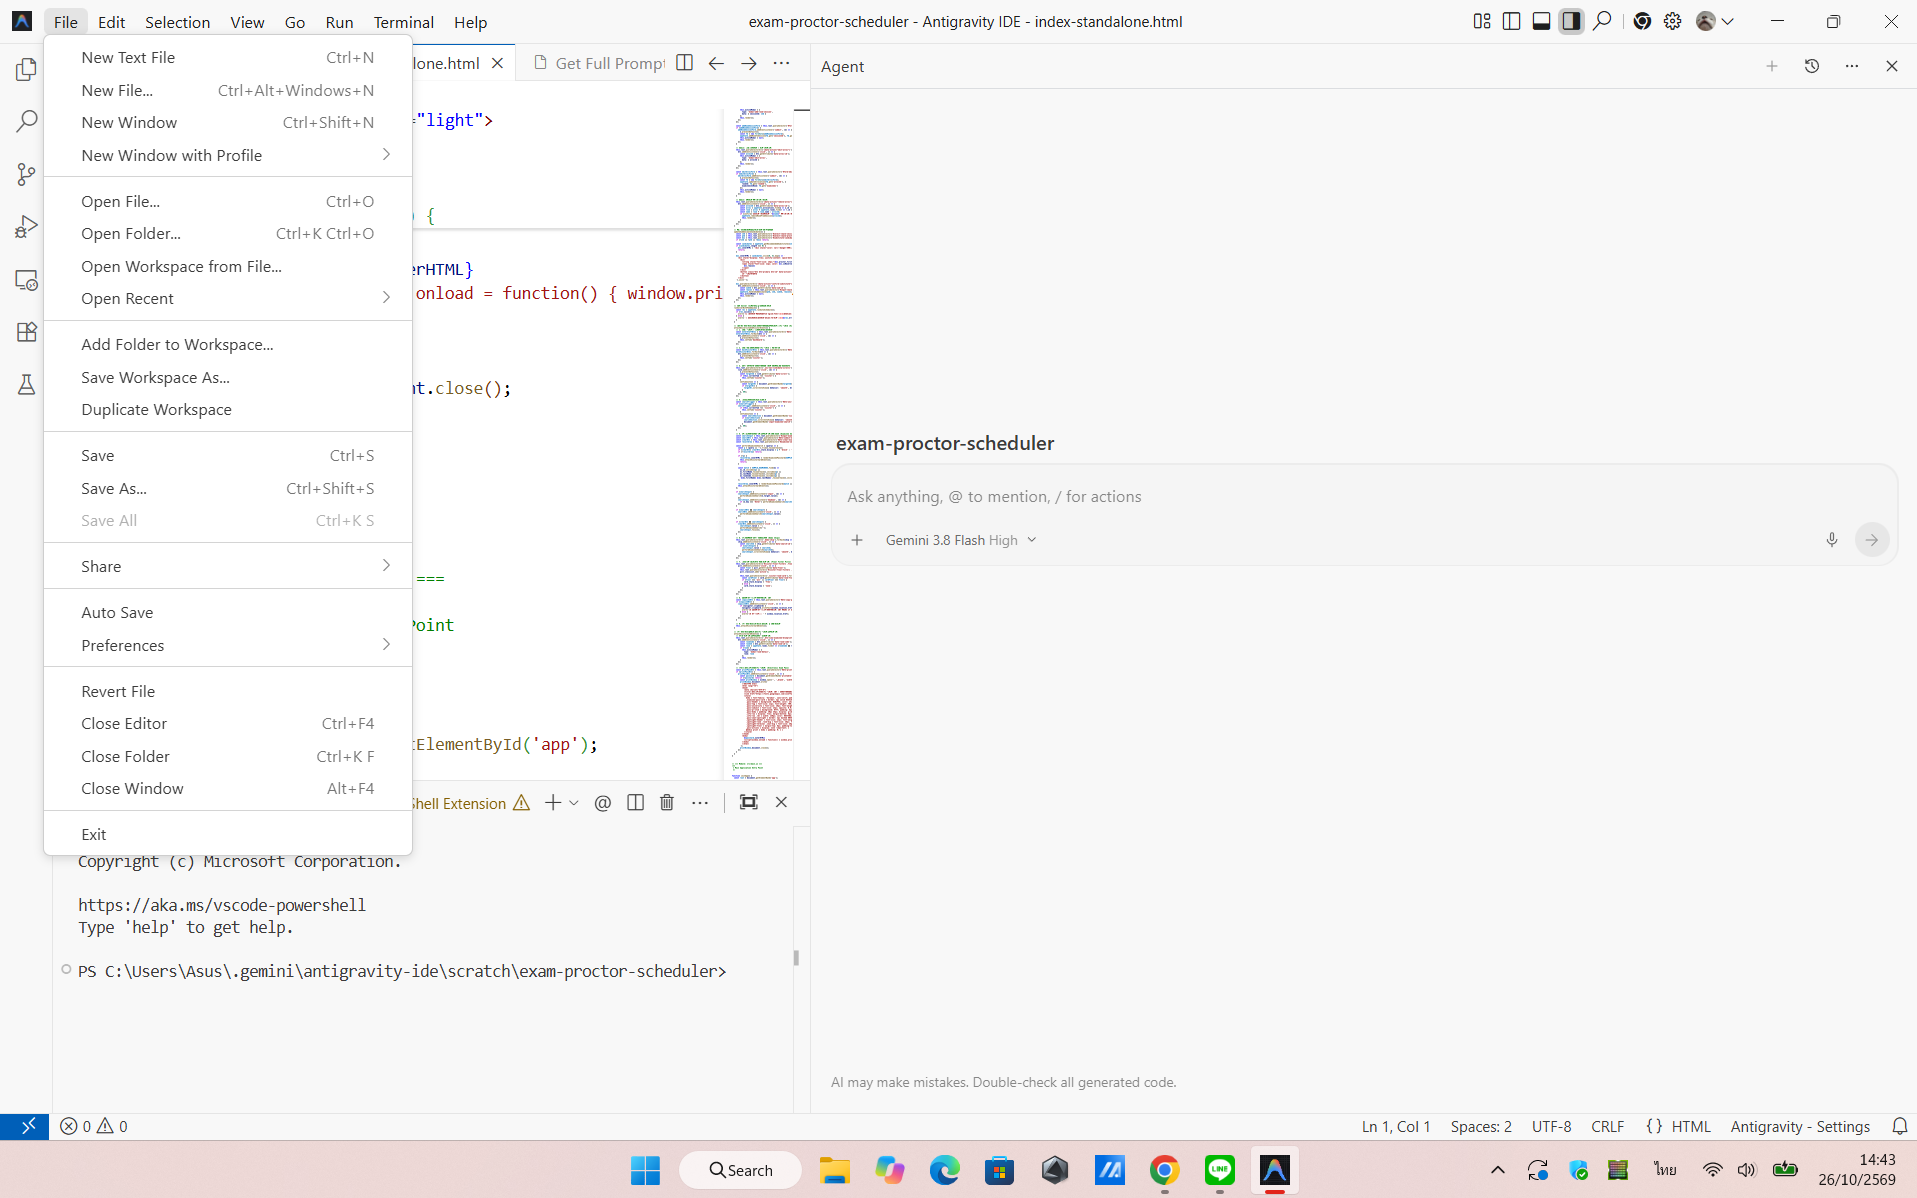 File Edit Selection View Go Run Terminal Help
exam-proctor-scheduler - Antigravity IDE - index-standalone.html
New Text File Ctrl+N
New File... Ctrl+Alt+Windows+N
New Window Ctrl+Shift+N
New Window with Profile
Open File... Ctrl+O
Open Folder... Ctrl+K Ctrl+O
Open Workspace from File...
Open Recent
Add Folder to Workspace...
Save Workspace As...
Duplicate Workspace
Save Ctrl+S
Save As... Ctrl+Shift+S
Save All Ctrl+K S
Share
Auto Save
Preferences
Revert File
Close Editor Ctrl+F4
Close Folder Ctrl+K F
Close Window Alt+F4
Exit
lone.html
Get Full Prompt
="light">
) {
erHTML}
onload = function() { window.pri
nt.close();
===
Point
tElementById('app');
Shell Extension
Copyright (c) Microsoft Corporation.
https://aka.ms/vscode-powershell
Type 'help' to get help.
PS C:\Users\Asus\.gemini\antigravity-ide\scratch\exam-proctor-scheduler>
Agent
exam-proctor-scheduler
Ask anything, @ to mention, / for actions
Gemini 3.8 Flash High
AI may make mistakes. Double-check all generated code.
0 0
Ln 1, Col 1 Spaces: 2 UTF-8 CRLF {} HTML Antigravity - Settings
Search
LINE
ไทย
14:43
26/10/2569